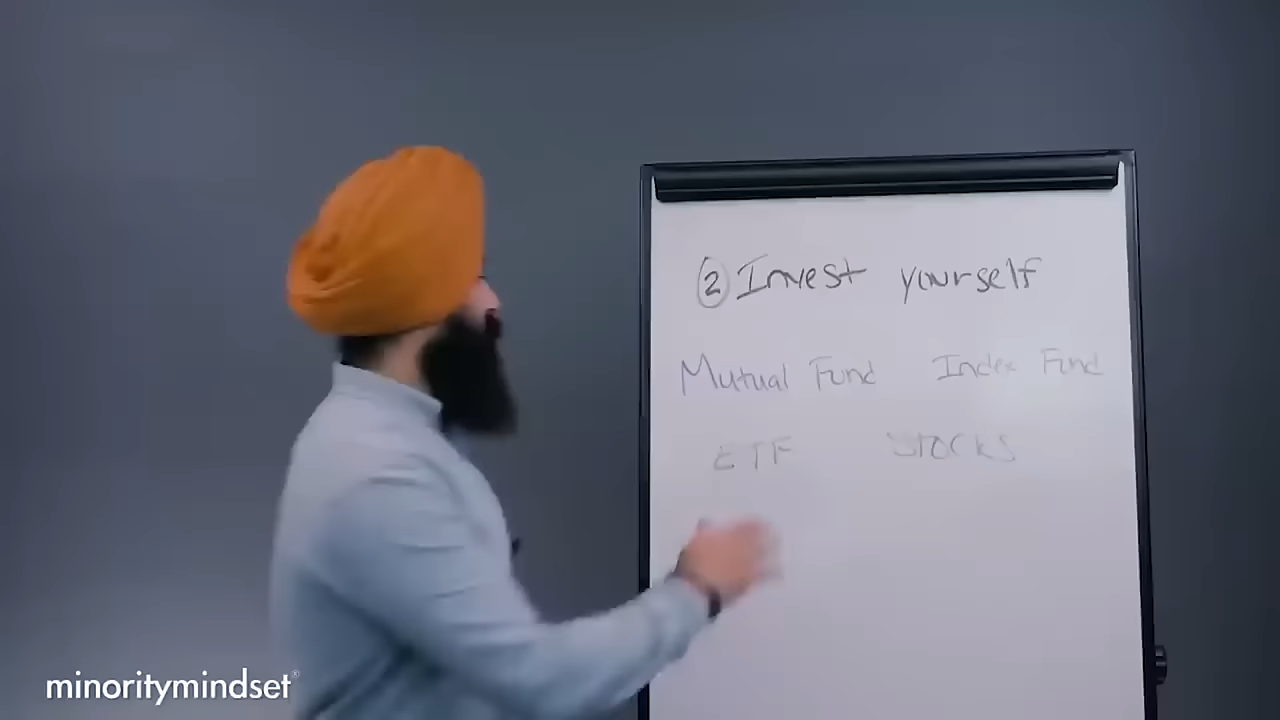 ② Invest yourself
Mutual Fund Index Fund
ETF Stocks
minoritymindset®